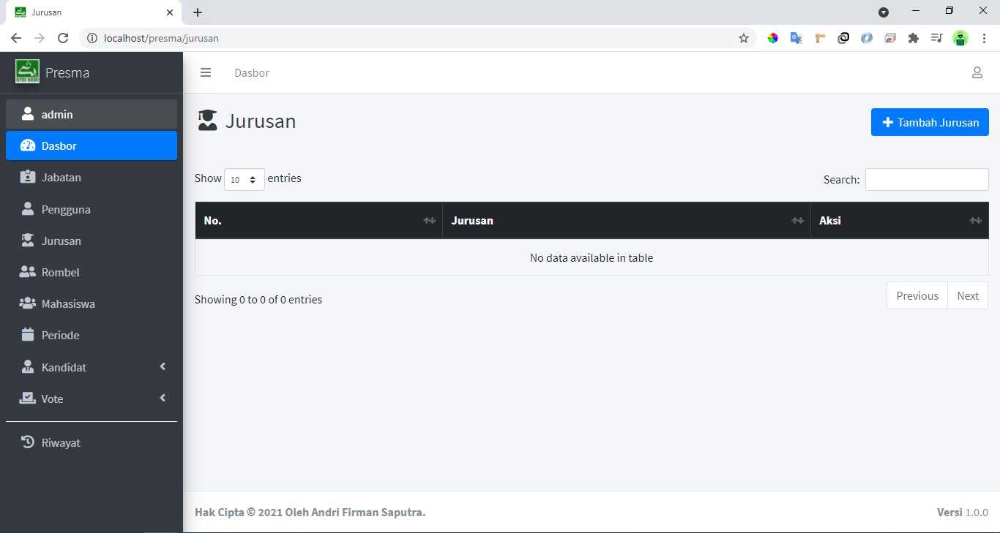 Jurusan
localhost/presma/jurusan
STEI SEBI
Presma
Dasbor
admin
Dasbor
Jabatan
Pengguna
Jurusan
Rombel
Mahasiswa
Periode
Kandidat
Vote
Riwayat
Jurusan
Tambah Jurusan
Show 10 entries
Search:
No. Jurusan Aksi
No data available in table
Showing 0 to 0 of 0 entries
Previous Next
Hak Cipta © 2021 Oleh Andri Firman Saputra.
Versi 1.0.0